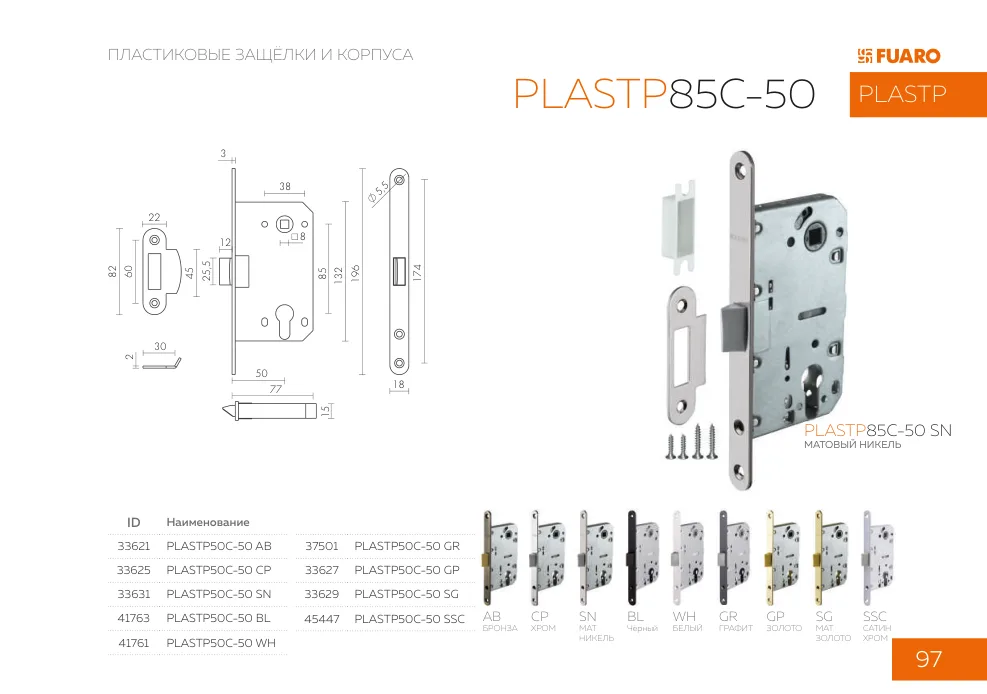 ПЛАСТИКОВЫЕ ЗАЩЁЛКИ И КОРПУСА
FUARO
PLASTP85C-50
PLASTP
3
38
∅ 5,5
22
□ 8
12
82
60
45
25,5
85
132
196
174
30
2
50
77
18
15
PLASTP85C-50 SN
МАТОВЫЙ НИКЕЛЬ
ID Наименование
33621 PLASTP50C-50 AB 37501 PLASTP50C-50 GR
33625 PLASTP50C-50 CP 33627 PLASTP50C-50 GP
33631 PLASTP50C-50 SN 33629 PLASTP50C-50 SG
41763 PLASTP50C-50 BL 45447 PLASTP50C-50 SSC
41761 PLASTP50C-50 WH
AB
БРОНЗА
CP
ХРОМ
SN
МАТ
НИКЕЛЬ
BL
Черный
WH
БЕЛЫЙ
GR
ГРАФИТ
GP
ЗОЛОТО
SG
МАТ
ЗОЛОТО
SSC
САТИН
ХРОМ
97